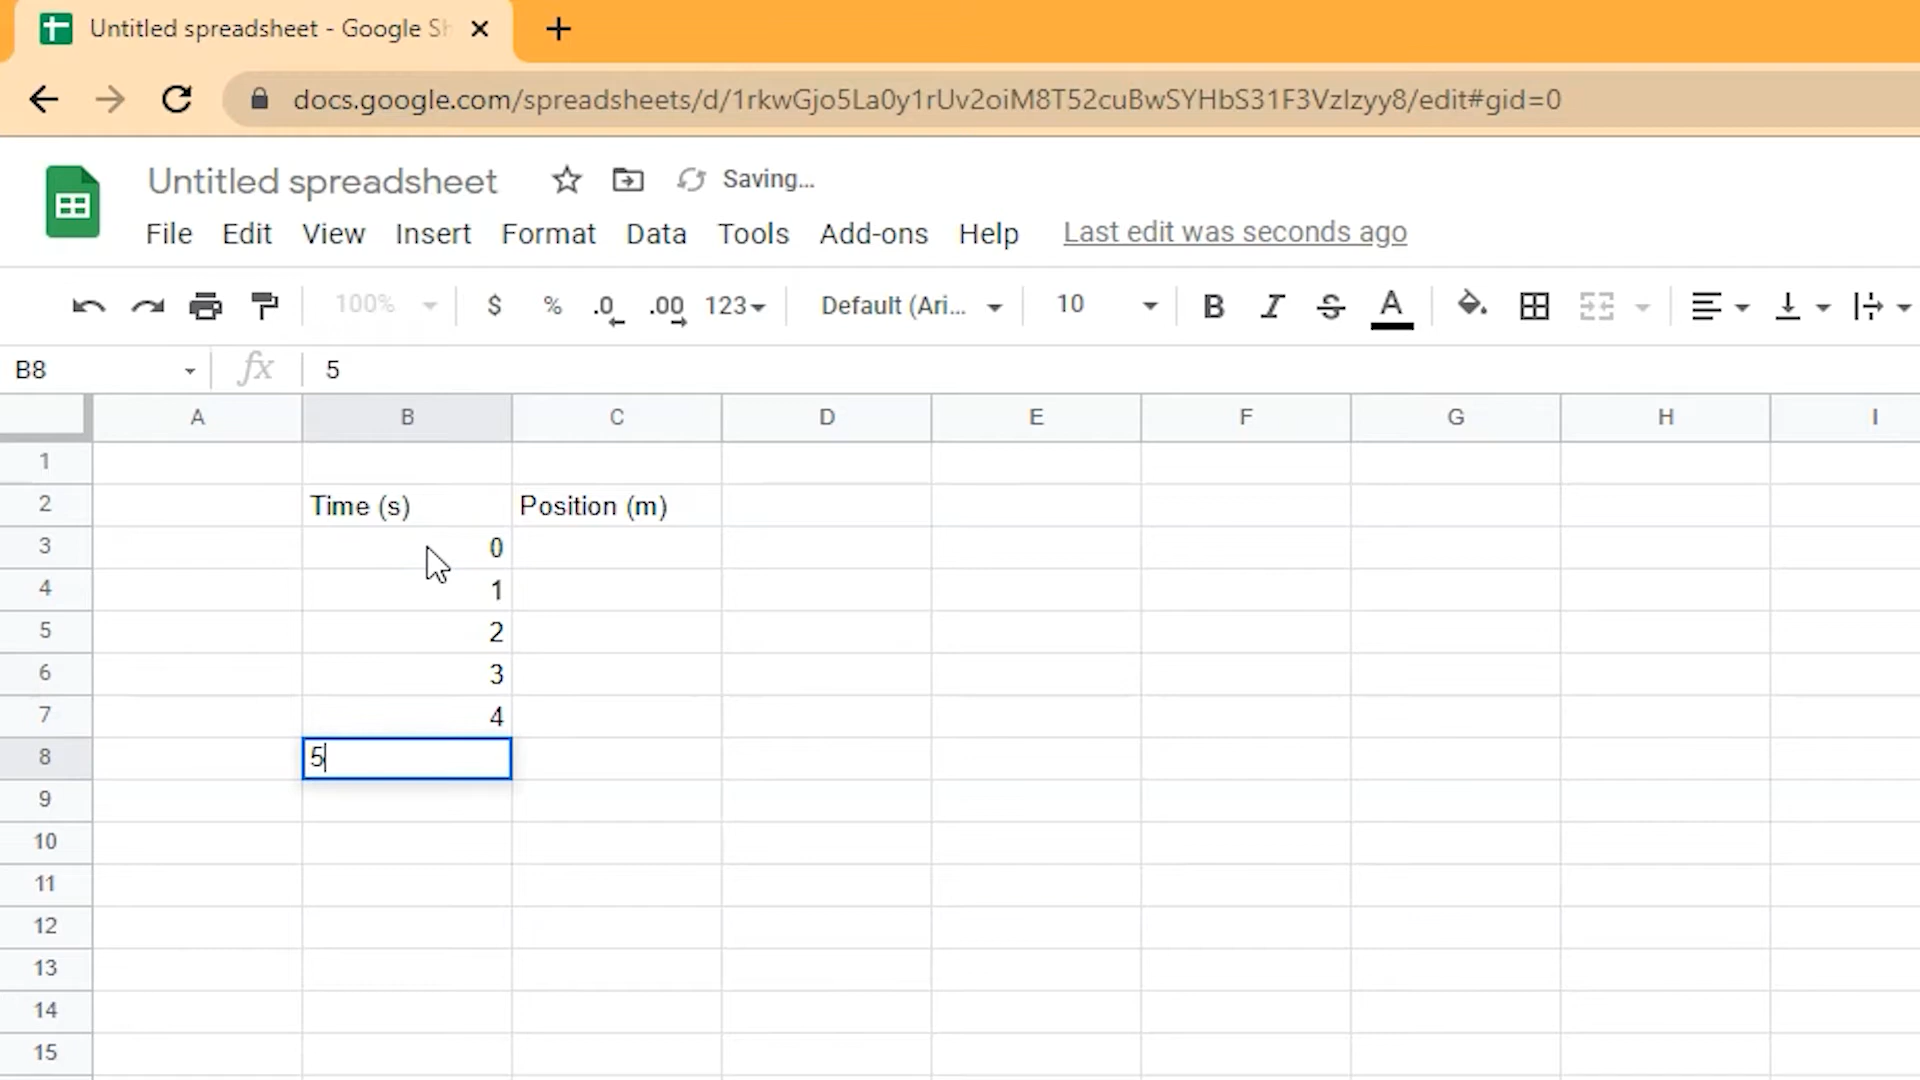 Untitled spreadsheet - Google Sh
docs.google.com/spreadsheets/d/1rkwGjo5La0y1rUv2oiM8T52cuBwSYHbS31F3VzIzyy8/edit#gid=0
Untitled spreadsheet Saving...
File Edit View Insert Format Data Tools Add-ons Help Last edit was seconds ago
100% $ % .0 .00 123 Default (Ari... 10 B I S A
B8 fx 5
A B C D E F G H I
1
2 Time (s) Position (m)
3 0
4 1
5 2
6 3
7 4
8 5
9
10
11
12
13
14
15